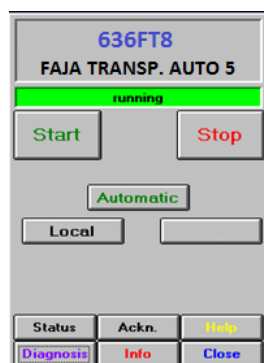 636FT8
FAJA TRANSP. AUTO 5
running
Start Stop
Automatic
Local
Status Ackn. Help
Diagnosis Info Close